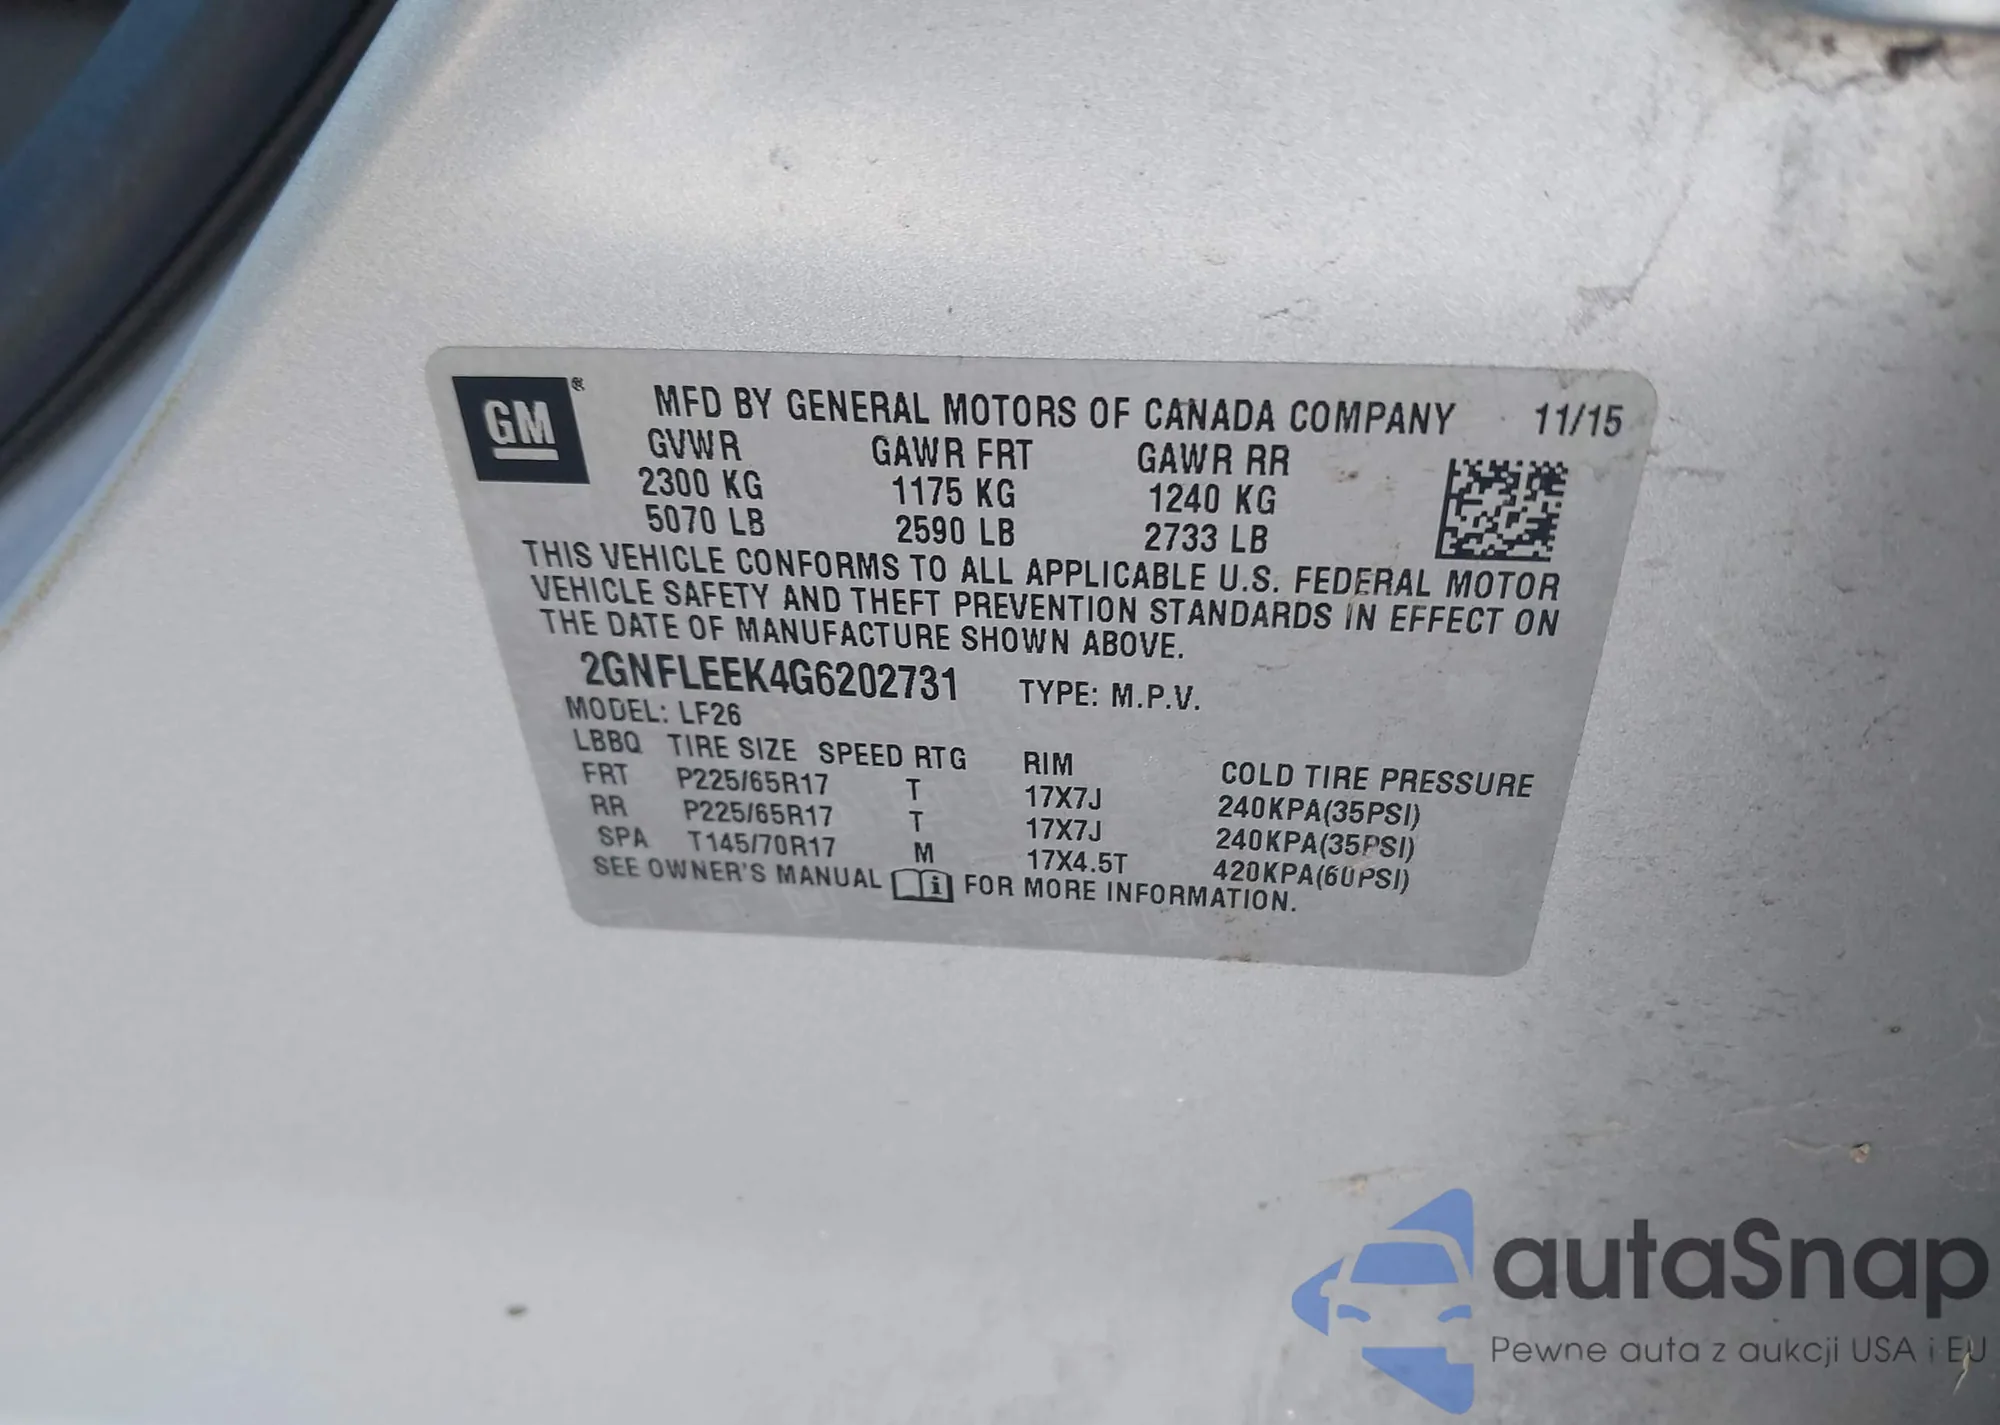 GM ®
MFD BY GENERAL MOTORS OF CANADA COMPANY 11/15
GVWR GAWR FRT GAWR RR
2300 KG 1175 KG 1240 KG
5070 LB 2590 LB 2733 LB
THIS VEHICLE CONFORMS TO ALL APPLICABLE U.S. FEDERAL MOTOR
VEHICLE SAFETY AND THEFT PREVENTION STANDARDS IN EFFECT ON
THE DATE OF MANUFACTURE SHOWN ABOVE.
2GNFLEEK4G6202731 TYPE: M.P.V.
MODEL: LF26
LBBQ TIRE SIZE SPEED RTG RIM COLD TIRE PRESSURE
FRT P225/65R17 T 17X7J 240KPA(35PSI)
RR P225/65R17 T 17X7J 240KPA(35PSI)
SPA T145/70R17 M 17X4.5T 420KPA(60PSI)
SEE OWNER'S MANUAL i FOR MORE INFORMATION.
autaSnap
Pewne auta z aukcji USA i EU